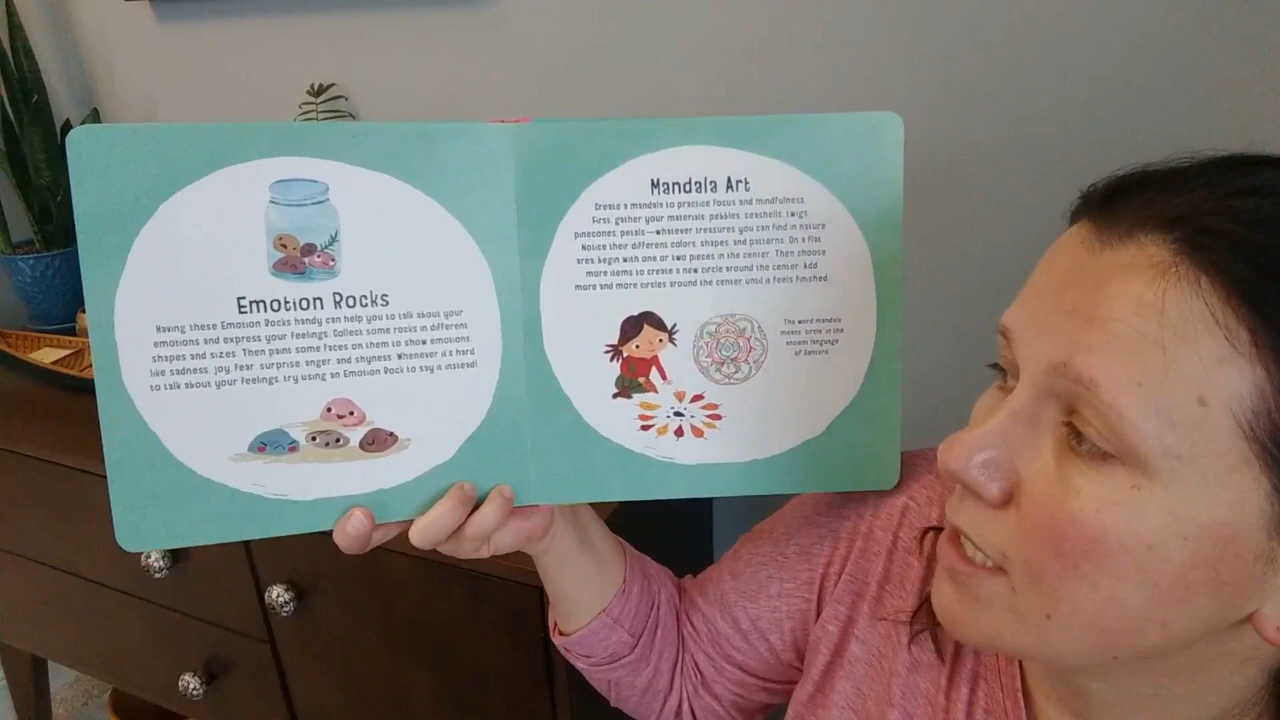 Emotion Rocks
Having these Emotion Rocks handy can help you to talk about your
emotions and express your feelings. Collect some rocks in different
shapes and sizes. Then paint some faces on them to show emotions
like sadness, joy, fear, surprise, anger, and shyness. Whenever it's hard
to talk about your feelings, try using an Emotion Rock to say it instead!
Mandala Art
Create a mandala to practice focus and mindfulness.
First, gather your materials: pebbles, seashells, twigs,
pinecones, petals—whatever treasures you can find in nature.
Notice their different colors, shapes, and patterns. On a flat
area, begin with one or two pieces in the center. Then choose
more items to create a new circle around the center. Add
more and more circles around the center until it feels finished.
The word mandala
means "circle" in the
ancient language
of Sanskrit.